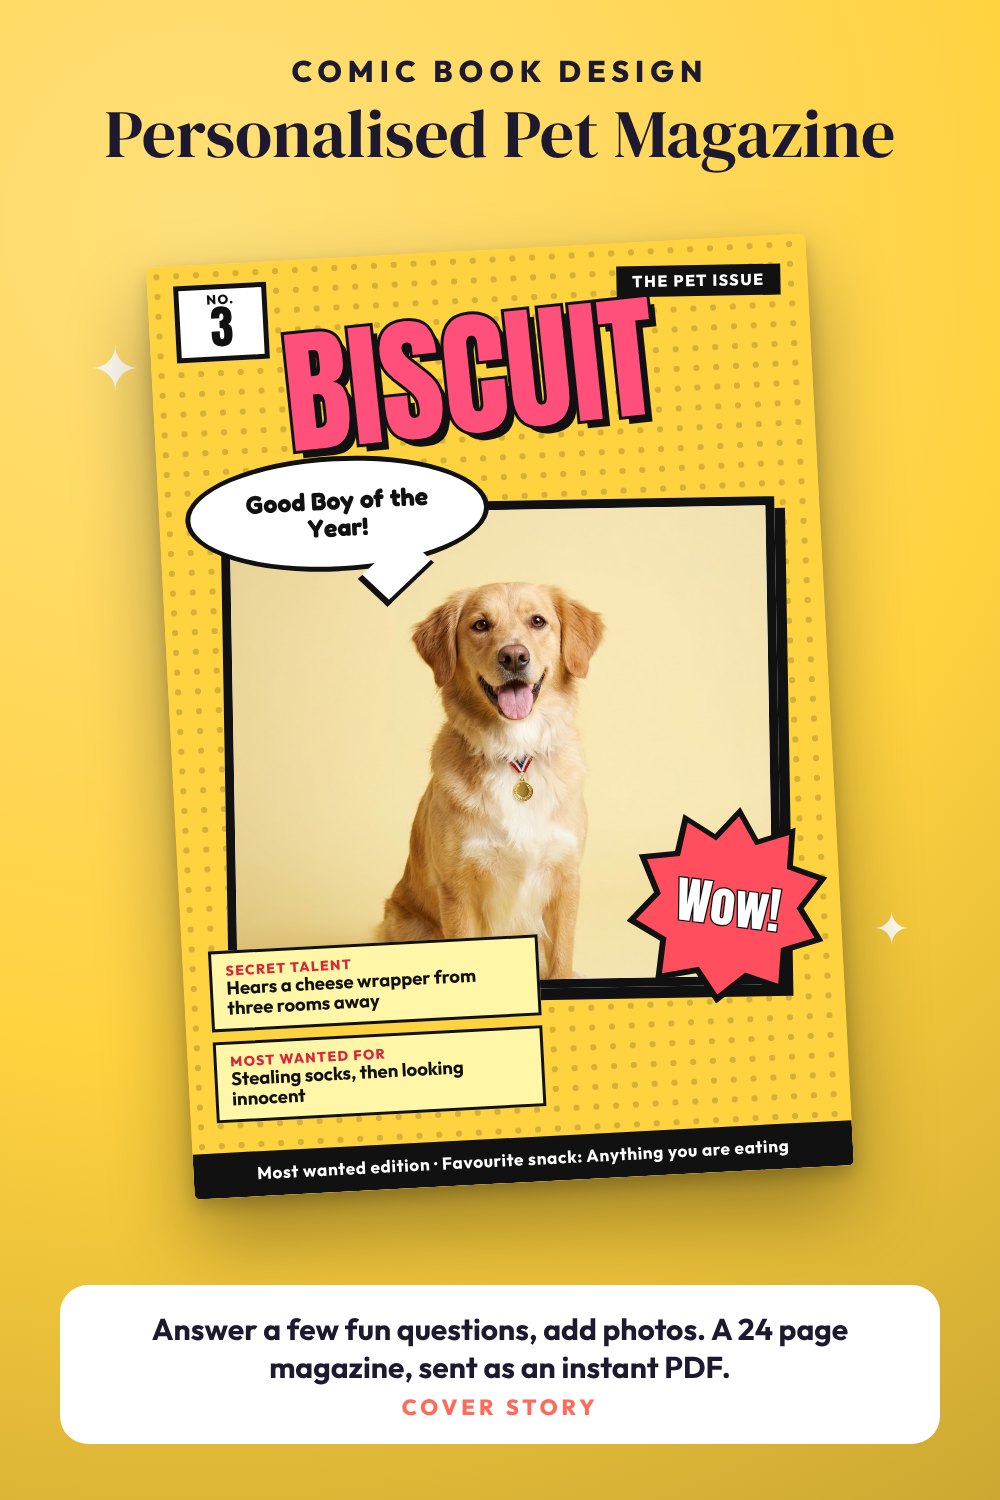 COMIC BOOK DESIGN
Personalised Pet Magazine
NO.
3
THE PET ISSUE
BISCUIT
Good Boy of the
Year!
Wow!
SECRET TALENT
Hears a cheese wrapper from
three rooms away
MOST WANTED FOR
Stealing socks, then looking
innocent
Most wanted edition · Favourite snack: Anything you are eating
Answer a few fun questions, add photos. A 24 page
magazine, sent as an instant PDF.
COVER STORY